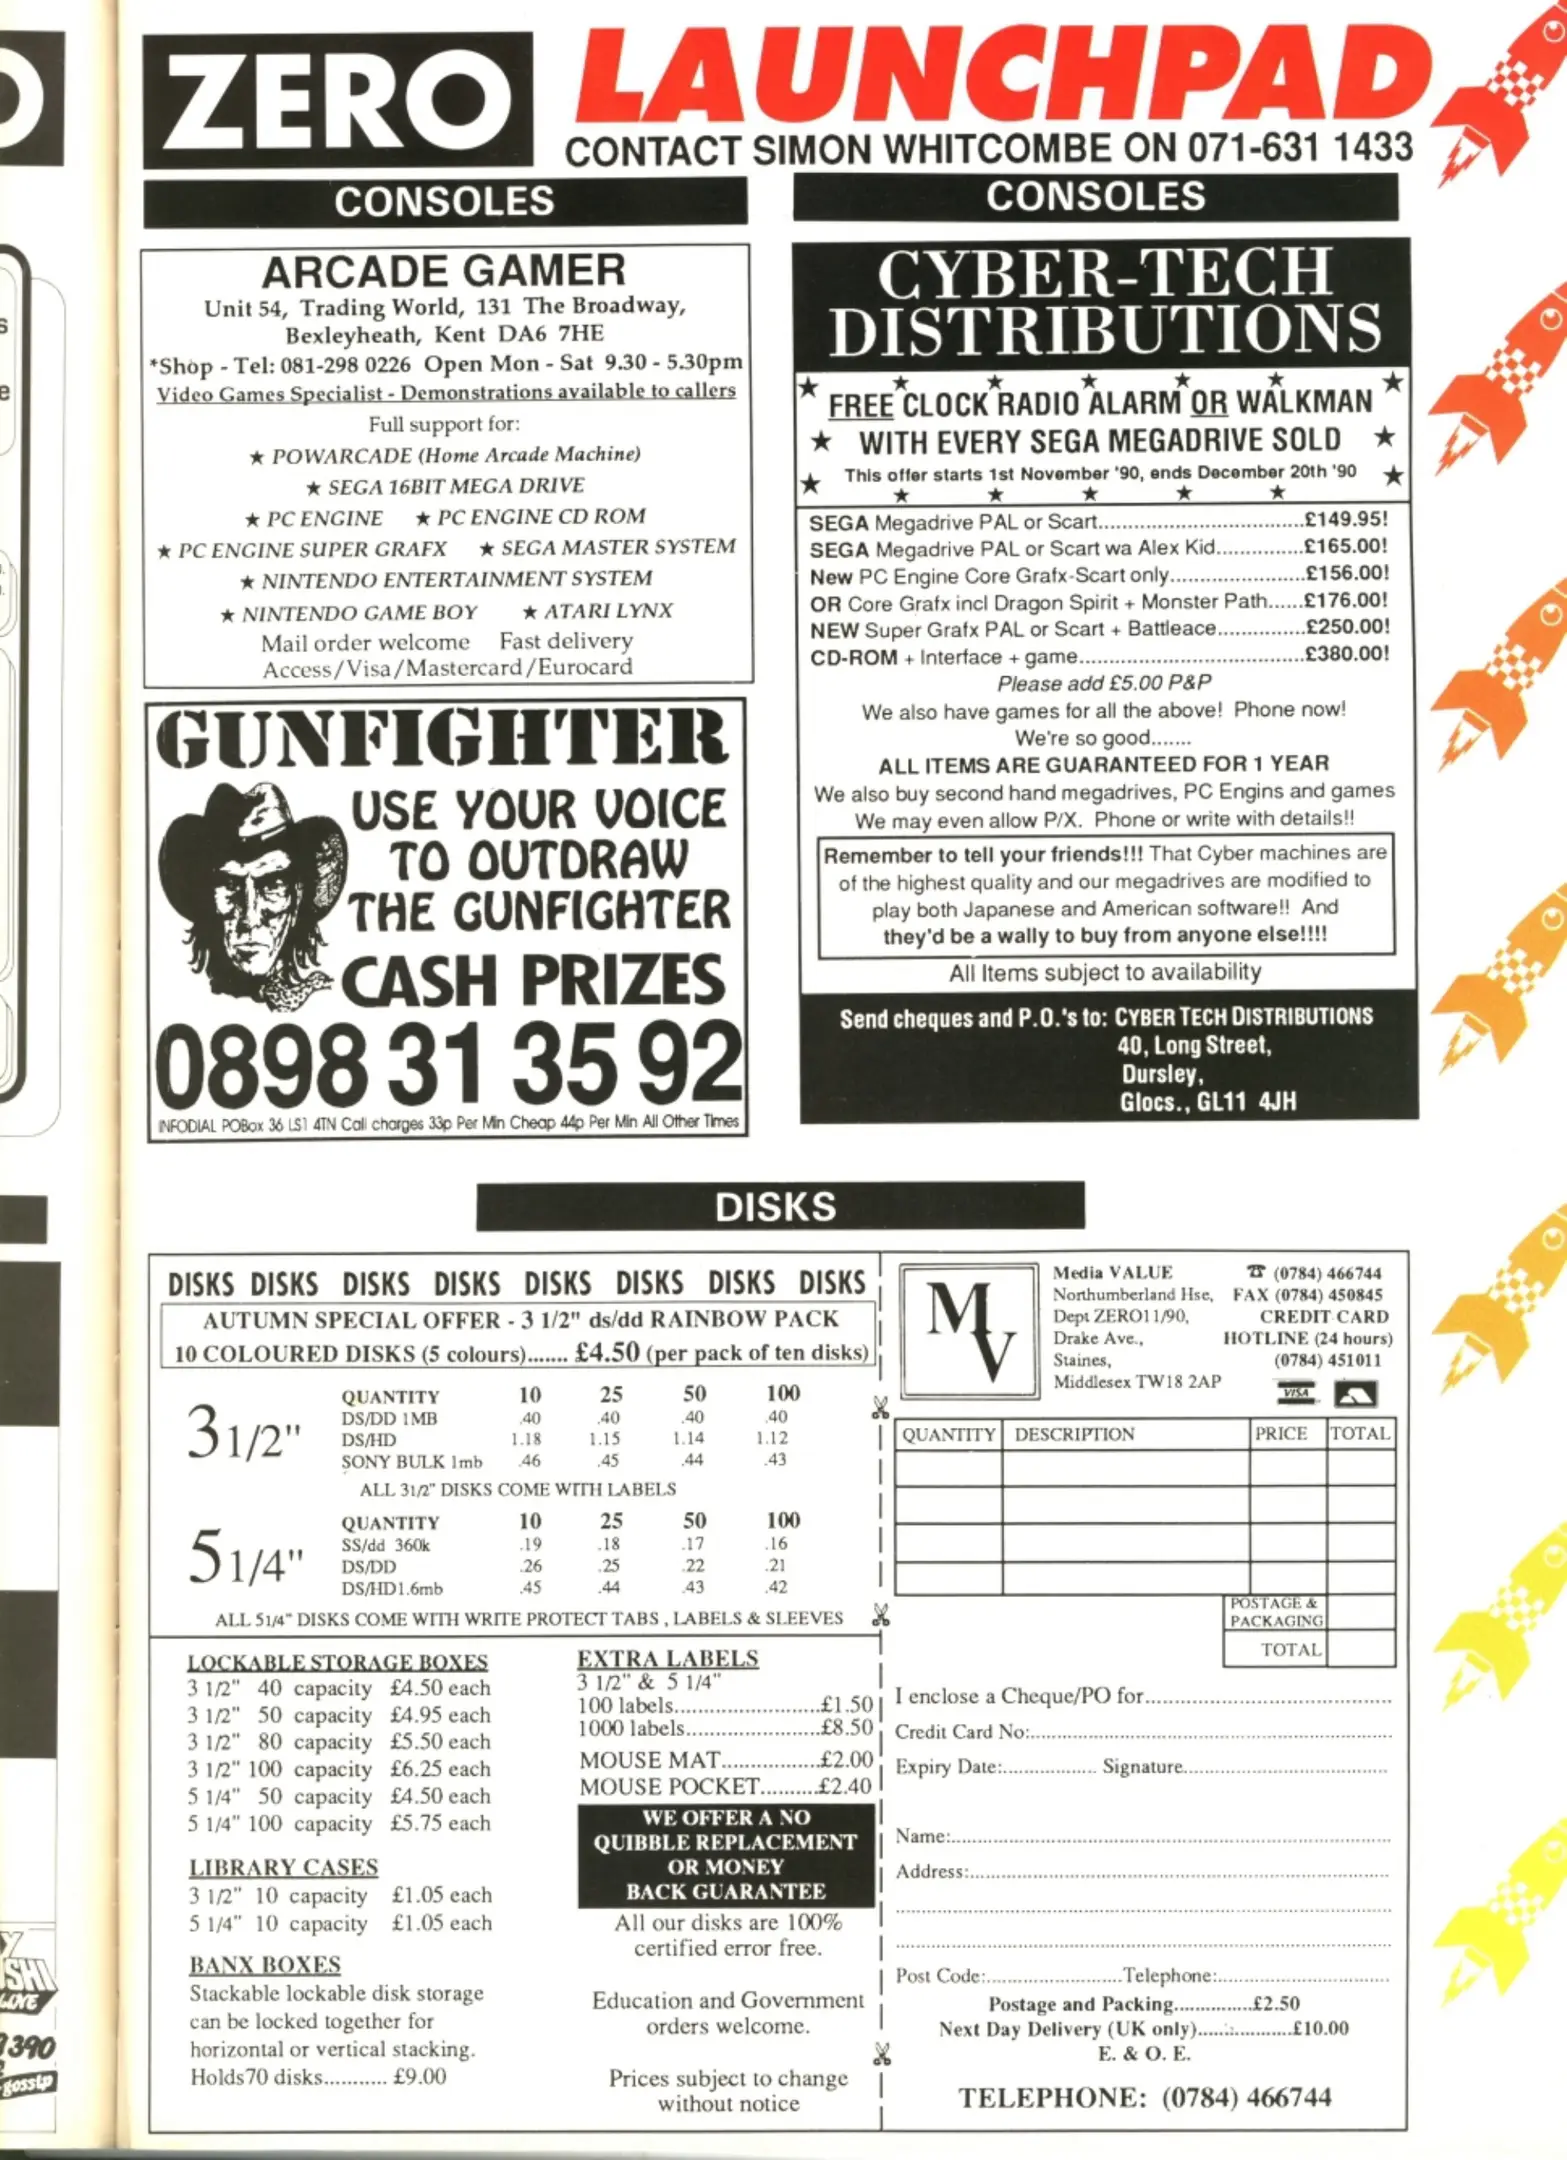 ZERO
LAUNCHPAD
CONTACT SIMON WHITCOMBE ON 071-631 1433
CONSOLES
ARCADE GAMER
Unit 54, Trading World, 131 The Broadway,
Bexleyheath, Kent DA6 7HE
*Shop - Tel: 081-298 0226 Open Mon - Sat 9.30 - 5.30pm
Video Games Specialist - Demonstrations available to callers
Full support for:
★ POWARCADE (Home Arcade Machine)
★ SEGA 16BIT MEGA DRIVE
★ PC ENGINE ★ PC ENGINE CD ROM
★ PC ENGINE SUPER GRAFX ★ SEGA MASTER SYSTEM
★ NINTENDO ENTERTAINMENT SYSTEM
★ NINTENDO GAME BOY ★ ATARI LYNX
Mail order welcome Fast delivery
Access/Visa/Mastercard/Eurocard
GUNFIGHTER
USE YOUR VOICE
TO OUTDRAW
THE GUNFIGHTER
CASH PRIZES
0898 31 35 92
INFODIAL POBox 36 LS1 4TN Call charges 33p Per Min Cheap 44p Per Min All Other Times
CONSOLES
CYBER-TECH
DISTRIBUTIONS
FREE CLOCK RADIO ALARM OR WALKMAN
WITH EVERY SEGA MEGADRIVE SOLD
This offer starts 1st November '90, ends December 20th '90
SEGA Megadrive PAL or Scart.................................£149.95!
SEGA Megadrive PAL or Scart wa Alex Kid..............£165.00!
New PC Engine Core Grafx-Scart only......................£156.00!
OR Core Grafx incl Dragon Spirit + Monster Path......£176.00!
NEW Super Grafx PAL or Scart + Battleace..............£250.00!
CD-ROM + Interface + game....................................£380.00!
Please add £5.00 P&P
We also have games for all the above! Phone now!
We're so good.......
ALL ITEMS ARE GUARANTEED FOR 1 YEAR
We also buy second hand megadrives, PC Engins and games
We may even allow P/X. Phone or write with details!!
Remember to tell your friends!!! That Cyber machines are
of the highest quality and our megadrives are modified to
play both Japanese and American software!! And
they'd be a wally to buy from anyone else!!!!
All Items subject to availability
Send cheques and P.O.'s to: CYBER TECH DISTRIBUTIONS
40, Long Street,
Dursley,
Glocs., GL11 4JH
DISKS
DISKS DISKS DISKS DISKS DISKS DISKS DISKS DISKS
AUTUMN SPECIAL OFFER - 3 1/2" ds/dd RAINBOW PACK
10 COLOURED DISKS (5 colours)....... £4.50 (per pack of ten disks)
3 1/2"
QUANTITY 10 25 50 100
DS/DD 1MB .40 .40 .40 .40
DS/HD 1.18 1.15 1.14 1.12
SONY BULK 1mb .46 .45 .44 .43
ALL 31/2" DISKS COME WITH LABELS
5 1/4"
QUANTITY 10 25 50 100
SS/dd 360k .19 .18 .17 .16
DS/DD .26 .25 .22 .21
DS/HD1.6mb .45 .44 .43 .42
ALL 51/4" DISKS COME WITH WRITE PROTECT TABS , LABELS & SLEEVES
LOCKABLE STORAGE BOXES
3 1/2" 40 capacity £4.50 each
3 1/2" 50 capacity £4.95 each
3 1/2" 80 capacity £5.50 each
3 1/2" 100 capacity £6.25 each
5 1/4" 50 capacity £4.50 each
5 1/4" 100 capacity £5.75 each
LIBRARY CASES
3 1/2" 10 capacity £1.05 each
5 1/4" 10 capacity £1.05 each
BANX BOXES
Stackable lockable disk storage
can be locked together for
horizontal or vertical stacking.
Holds70 disks........... £9.00
EXTRA LABELS
3 1/2" & 5 1/4"
100 labels.........................£1.50
1000 labels.......................£8.50
MOUSE MAT.................£2.00
MOUSE POCKET..........£2.40
WE OFFER A NO
QUIBBLE REPLACEMENT
OR MONEY
BACK GUARANTEE
All our disks are 100%
certified error free.
Education and Government
orders welcome.
Prices subject to change
without notice
MV
Media VALUE
Northumberland Hse,
Dept ZERO11/90,
Drake Ave.,
Staines,
Middlesex TW18 2AP
☎ (0784) 466744
FAX (0784) 450845
CREDIT CARD
HOTLINE (24 hours)
(0784) 451011
VISA
QUANTITY DESCRIPTION PRICE TOTAL
POSTAGE &
PACKAGING
TOTAL
I enclose a Cheque/PO for..........................................
Credit Card No:..............................................................
Expiry Date:................ Signature...................................
Name:...........................................................................
Address:........................................................................
Post Code:.......................Telephone:.............................
Postage and Packing...............£2.50
Next Day Delivery (UK only)..................£10.00
E. & O. E.
TELEPHONE: (0784) 466744
390
gossip